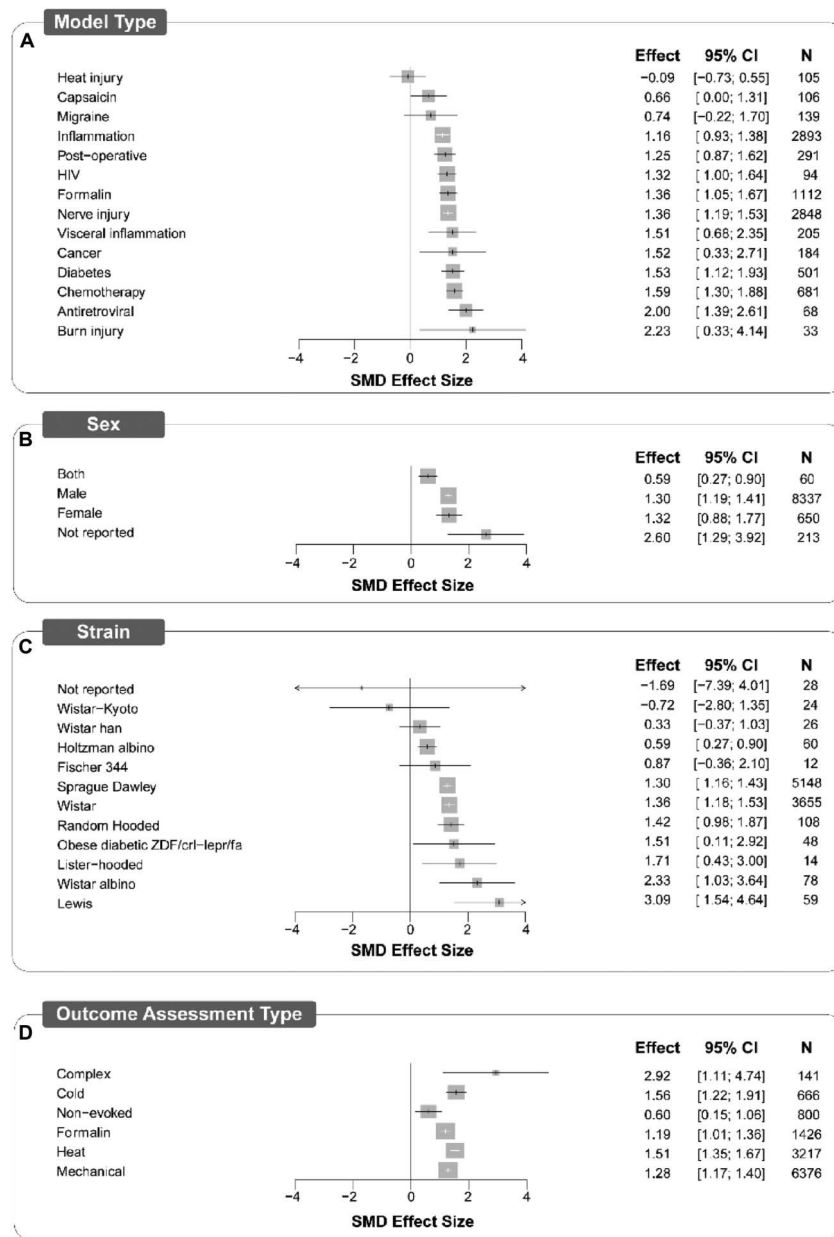 Model Type
A
Effect 95% CI N
Heat injury −0.09 [−0.73; 0.55] 105
Capsaicin 0.66 [ 0.00; 1.31] 106
Migraine 0.74 [−0.22; 1.70] 139
Inflammation 1.16 [ 0.93; 1.38] 2893
Post-operative 1.25 [ 0.87; 1.62] 291
HIV 1.32 [ 1.00; 1.64] 94
Formalin 1.36 [ 1.05; 1.67] 1112
Nerve injury 1.36 [ 1.19; 1.53] 2848
Visceral inflammation 1.51 [ 0.68; 2.35] 205
Cancer 1.52 [ 0.33; 2.71] 184
Diabetes 1.53 [ 1.12; 1.93] 501
Chemotherapy 1.59 [ 1.30; 1.88] 681
Antiretroviral 2.00 [ 1.39; 2.61] 68
Burn injury 2.23 [ 0.33; 4.14] 33
−4 −2 0 2 4
SMD Effect Size
Sex
B
Effect 95% CI N
Both 0.59 [0.27; 0.90] 60
Male 1.30 [1.19; 1.41] 8337
Female 1.32 [0.88; 1.77] 650
Not reported 2.60 [1.29; 3.92] 213
−4 −2 0 2 4
SMD Effect Size
Strain
C
Effect 95% CI N
Not reported −1.69 [−7.39; 4.01] 28
Wistar−Kyoto −0.72 [−2.80; 1.35] 24
Wistar han 0.33 [−0.37; 1.03] 26
Holtzman albino 0.59 [ 0.27; 0.90] 60
Fischer 344 0.87 [−0.36; 2.10] 12
Sprague Dawley 1.30 [ 1.16; 1.43] 5148
Wistar 1.36 [ 1.18; 1.53] 3655
Random Hooded 1.42 [ 0.98; 1.87] 108
Obese diabetic ZDF/crl−lepr/fa 1.51 [ 0.11; 2.92] 48
Lister−hooded 1.71 [ 0.43; 3.00] 14
Wistar albino 2.33 [ 1.03; 3.64] 78
Lewis 3.09 [ 1.54; 4.64] 59
−4 −2 0 2 4
SMD Effect Size
Outcome Assessment Type
D
Effect 95% CI N
Complex 2.92 [1.11; 4.74] 141
Cold 1.56 [1.22; 1.91] 666
Non−evoked 0.60 [0.15; 1.06] 800
Formalin 1.19 [1.01; 1.36] 1426
Heat 1.51 [1.35; 1.67] 3217
Mechanical 1.28 [1.17; 1.40] 6376
−4 −2 0 2 4
SMD Effect Size